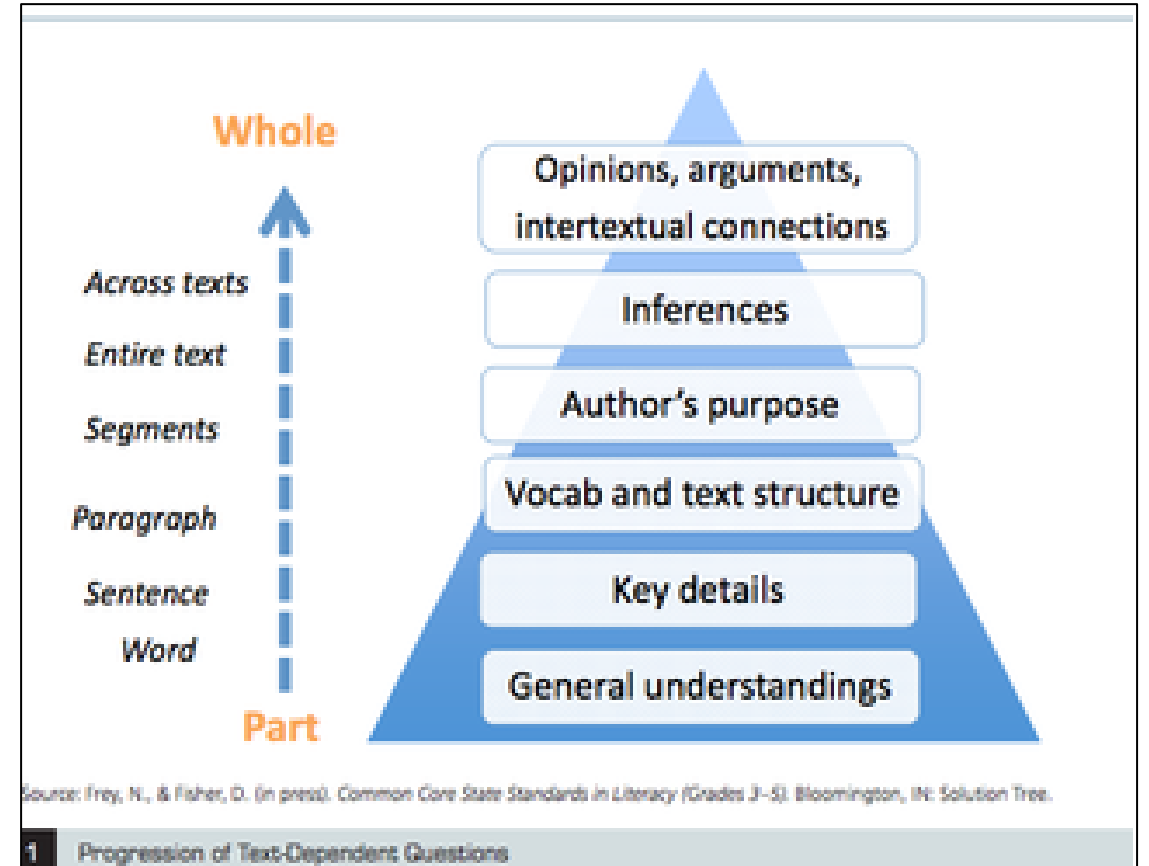 Whole
Across texts
Entire text
Segments
Paragraph
Sentence
Word
Part
Opinions, arguments,
intertextual connections
Inferences
Author's purpose
Vocab and text structure
Key details
General understandings
Source: Frey, N., & Fisher, D. (in press). Common Core State Standards in Literacy (Grades 3–5). Bloomington, IN: Solution Tree.
1 Progression of Text-Dependent Questions